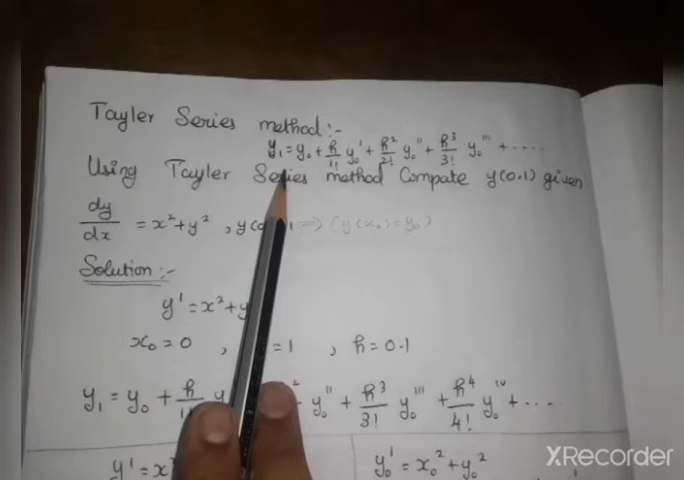 Tayler Series method:-
y₁=y₀+h/1! y₀'+h²/2! y₀''+h³/3! y₀'''+....
Using Tayler Series method Compate y(0.1) given
dy/dx = x²+y² , y( 1 ⇒ (y(x₀)=y₀)
Solution:-
y'=x²+y
x₀=0 , =1 , h=0.1
y₁=y₀+h/ y₀''+h³/3! y₀'''+h⁴/4! y₀ⁱᵛ+....
y'=x y₀'=x₀²+y₀²
XRecorder